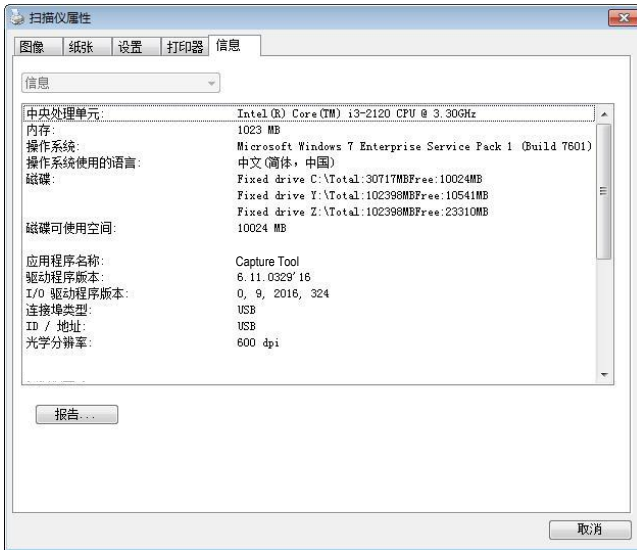 扫描仪属性
图像 纸张 设置 打印器 信息
信息
中央处理单元: Intel(R) Core(TM) i3-2120 CPU @ 3.30GHz
内存: 1023 MB
操作系统: Microsoft Windows 7 Enterprise Service Pack 1 (Build 7601)
操作系统使用的语言: 中文(简体，中国)
磁碟: Fixed drive C:\Total:30717MBFree:10024MB
Fixed drive Y:\Total:102398MBFree:10541MB
Fixed drive Z:\Total:102398MBFree:23310MB
磁碟可使用空间: 10024 MB
应用程序名称: Capture Tool
驱动程序版本: 6.11.0329'16
I/O 驱动程序版本: 0, 9, 2016, 324
连接埠类型: USB
ID / 地址: USB
光学分辨率: 600 dpi
报告...
取消